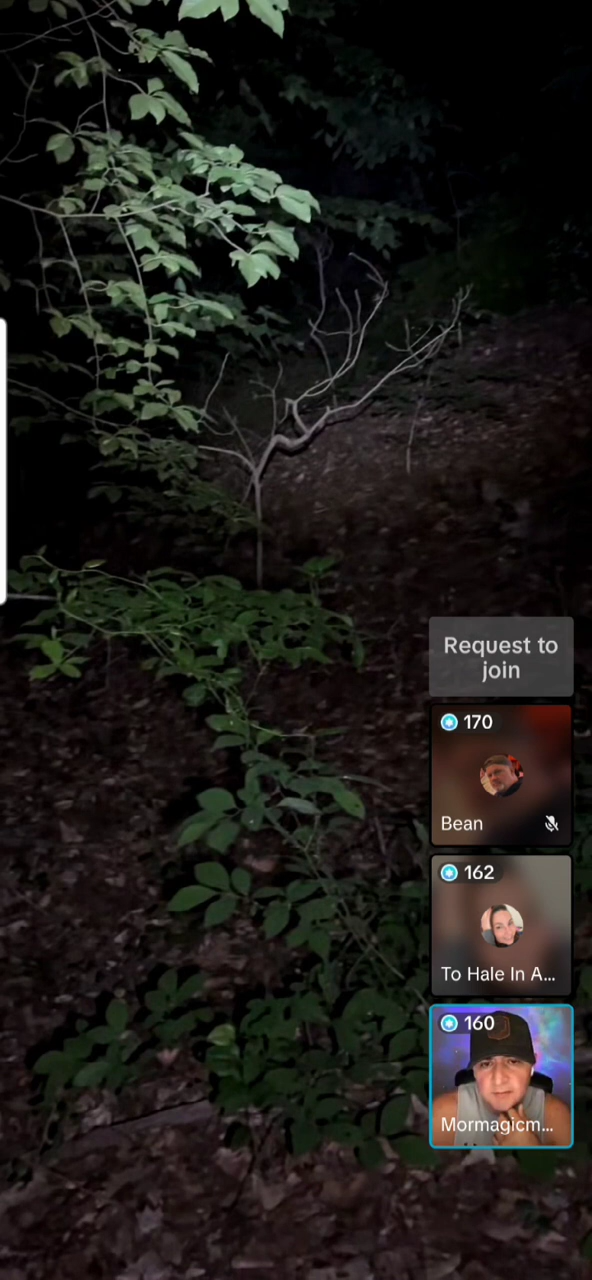 Request to
join
170
Bean
162
To Hale In A...
160
Mormagicm...